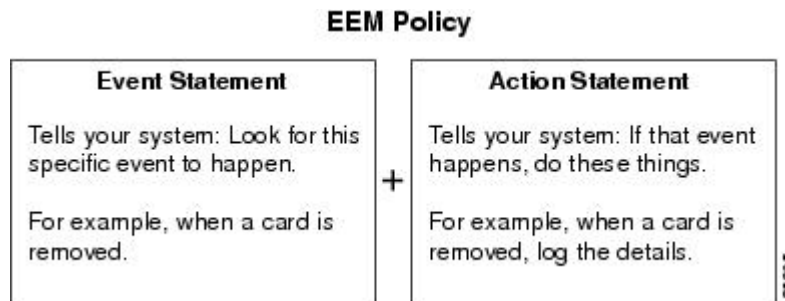 EEM Policy
Event Statement
Tells your system: Look for this
specific event to happen.
For example, when a card is
removed.
+
Action Statement
Tells your system: If that event
happens, do these things.
For example, when a card is
removed, log the details.